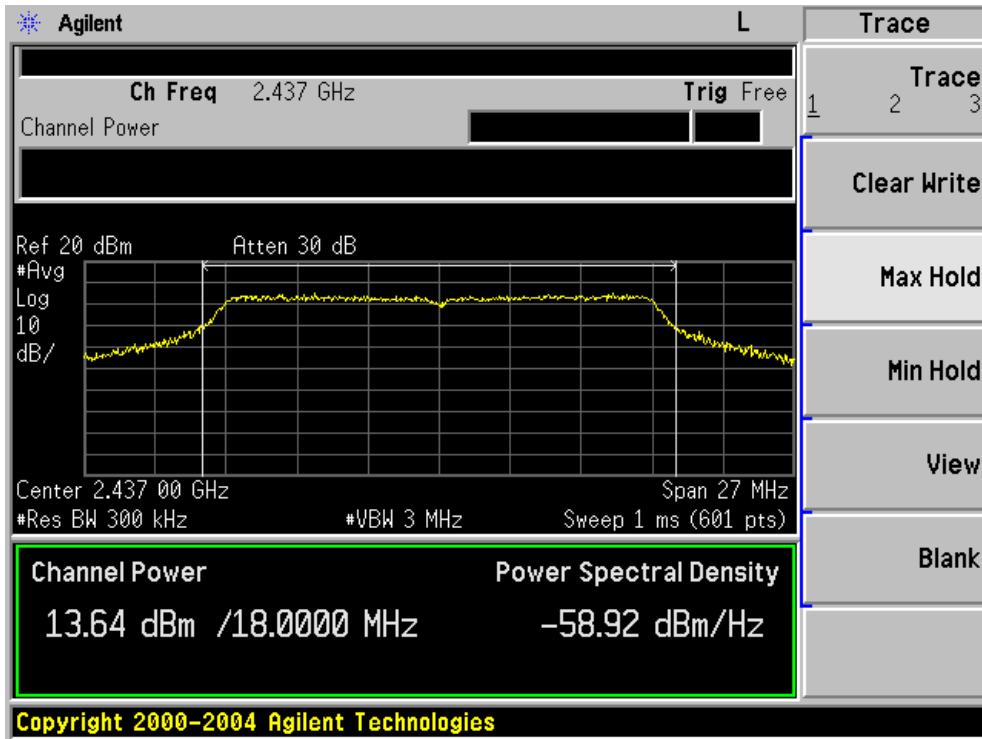 Agilent L Trace
Ch Freq 2.437 GHz Trig Free
Channel Power
Trace
1 2 3
Clear Write
Max Hold
Min Hold
View
Blank
Ref 20 dBm Atten 30 dB
#Avg
Log
10
dB/
Center 2.437 00 GHz Span 27 MHz
#Res BW 300 kHz #VBW 3 MHz Sweep 1 ms (601 pts)
Channel Power Power Spectral Density
13.64 dBm /18.0000 MHz -58.92 dBm/Hz
Copyright 2000-2004 Agilent Technologies